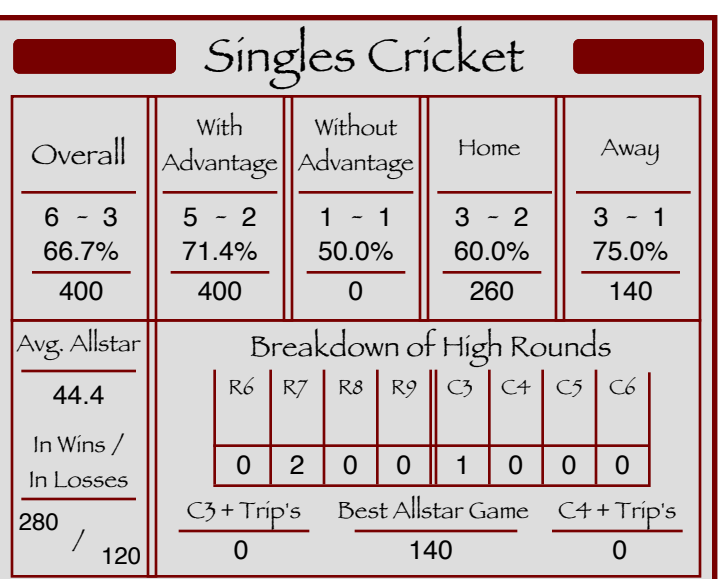 Singles Cricket
Overall
With Advantage
Without Advantage
Home
Away
6 ~ 3
5 ~ 2
1 ~ 1
3 ~ 2
3 ~ 1
66.7%
71.4%
50.0%
60.0%
75.0%
400
400
0
260
140
Avg. Allstar
44.4
In Wins /
In Losses
280 / 120
Breakdown of High Rounds
R6 R7 R8 R9 C3 C4 C5 C6
0 2 0 0 1 0 0 0
C3 + Trip's
Best Allstar Game
C4 + Trip's
0
140
0